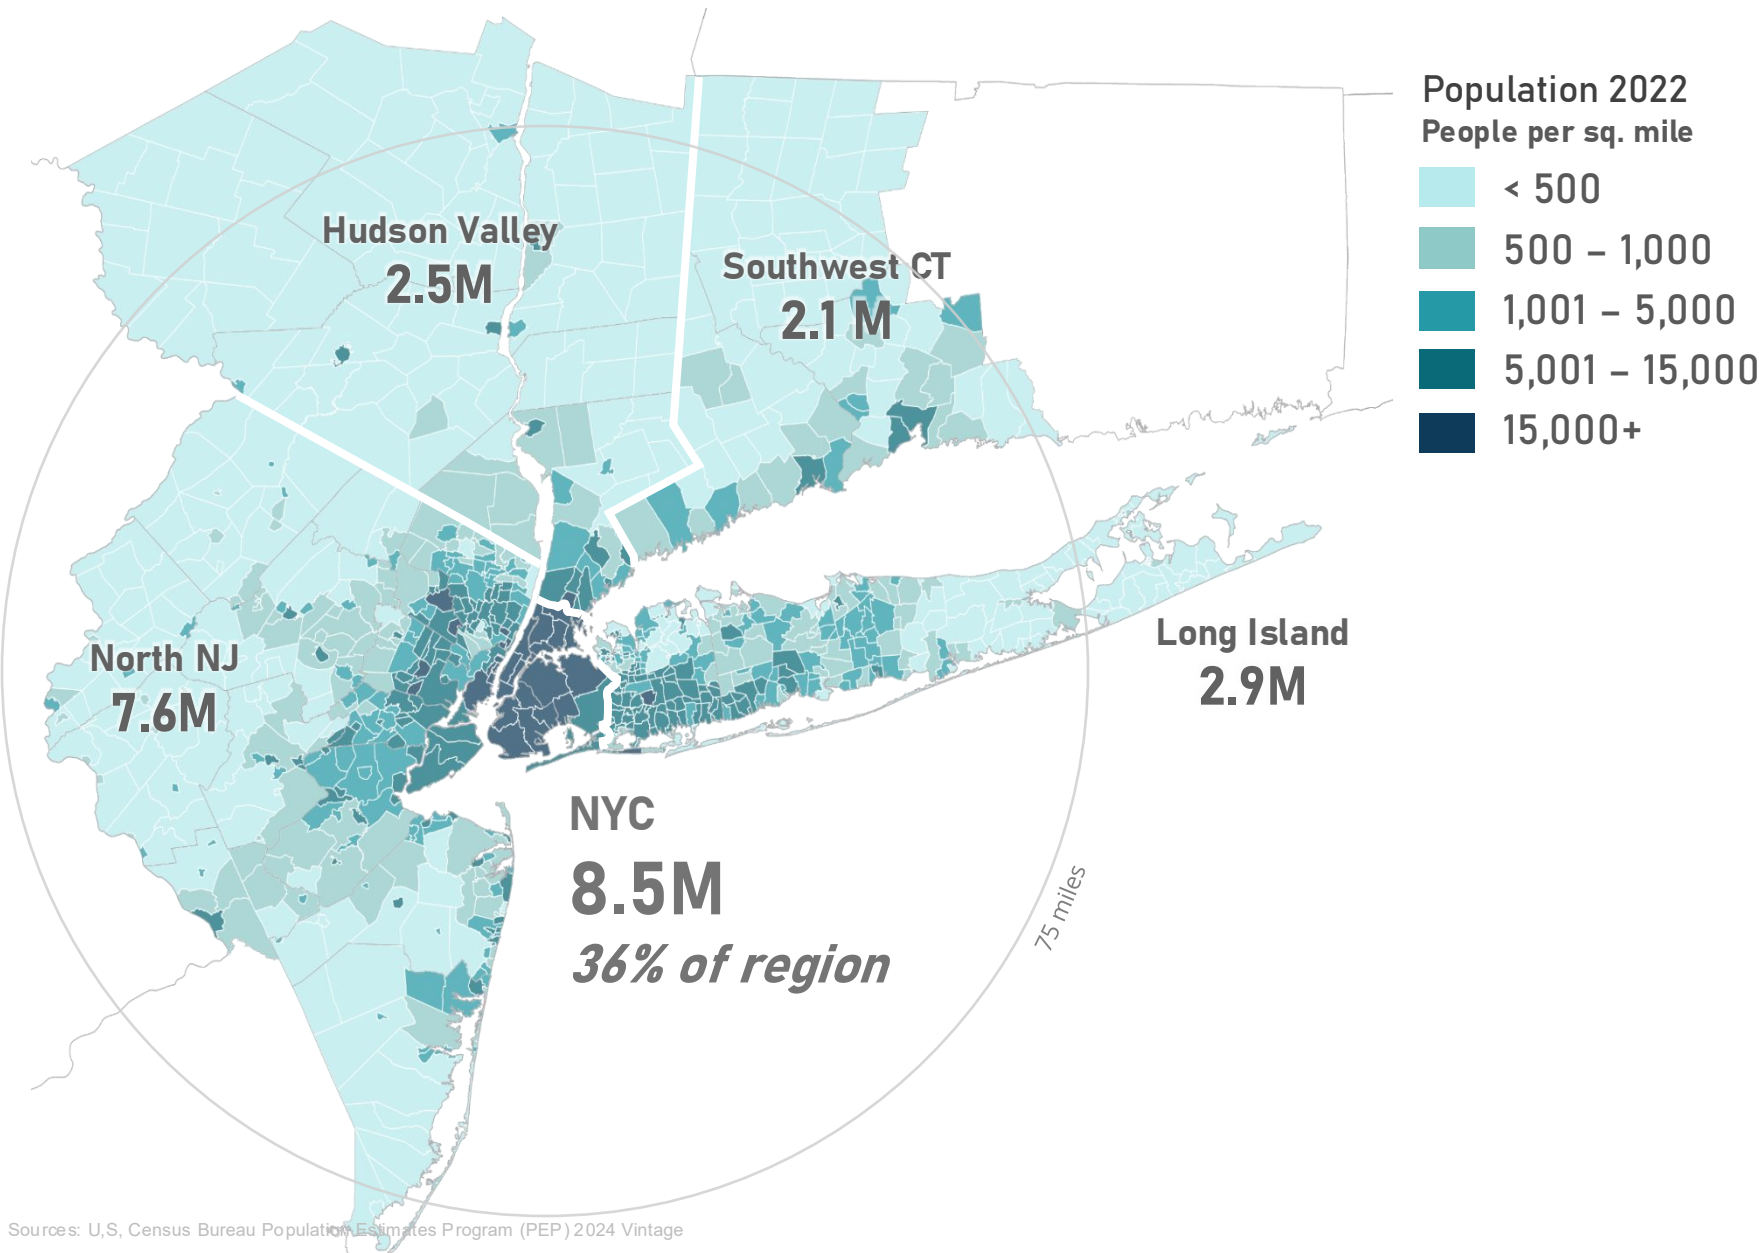 Population 2022
People per sq. mile
< 500
500 – 1,000
1,001 – 5,000
5,001 – 15,000
15,000+
Hudson Valley
2.5M
Southwest CT
2.1 M
North NJ
7.6M
Long Island
2.9M
NYC
8.5M
36% of region
75 miles
Sources: U,S, Census Bureau Population Estimates Program (PEP) 2024 Vintage